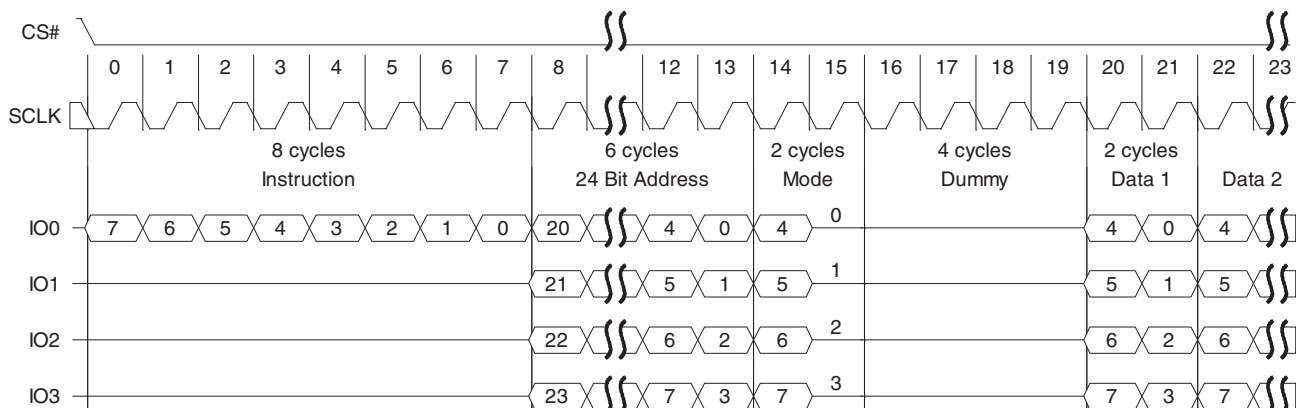 CS#
0 1 2 3 4 5 6 7 8 12 13 14 15 16 17 18 19 20 21 22 23
SCLK
8 cycles 6 cycles 2 cycles 4 cycles 2 cycles
Instruction 24 Bit Address Mode Dummy Data 1 Data 2
IO0 7 6 5 4 3 2 1 0 20 4 0 4 0 4 0 4
IO1 21 5 1 5 1 5 1 5
IO2 22 6 2 6 2 6 2 6
IO3 23 7 3 7 3 7 3 7